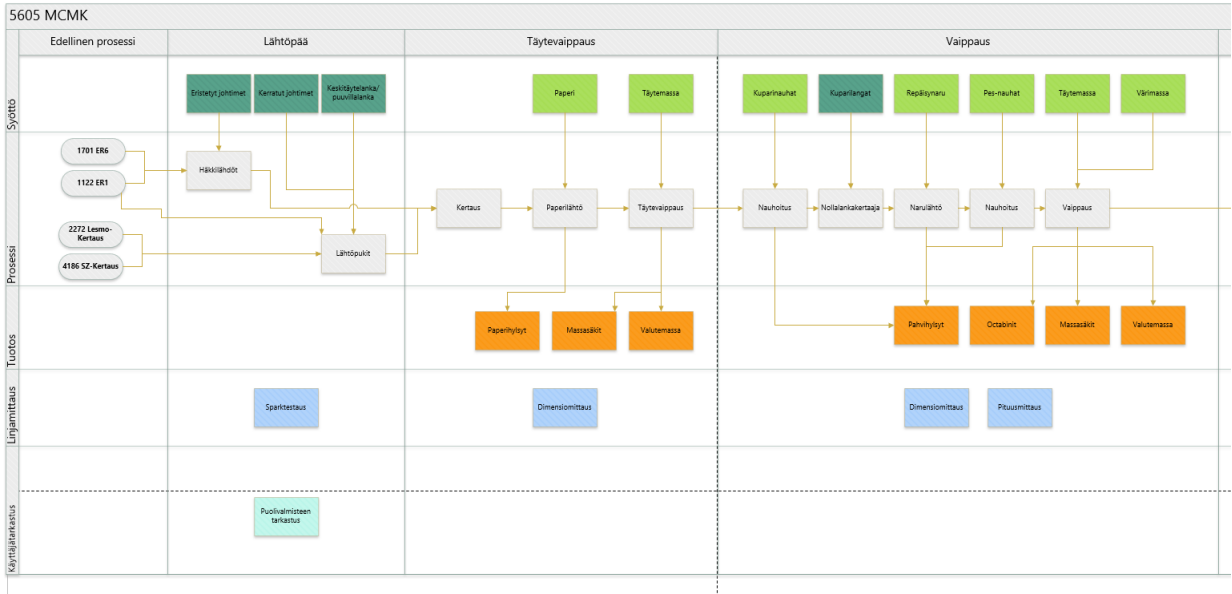 5605 MCMK
Edellinen prosessi
Lähtöpää
Täytevaippaus
Vaippaus
Syöttö
Eristetyt johtimet
Kerratut johtimet
Keskitäytelanka/
puuvillalanka
Paperi
Täytemassa
Kuparinauhat
Kuparilangat
Repäisynaru
Pes-nauhat
Täytemassa
Värimassa
Prosessi
1701 ER6
1122 ER1
2272 Lesmo-
Kertaus
4186 SZ-Kertaus
Häkkilähdöt
Lähtöpukit
Kertaus
Paperilähtö
Täytevaippaus
Nauhoitus
Nollalankakertaaja
Narulähtö
Nauhoitus
Vaippaus
Tuotos
Paperihylsyt
Massasäkit
Valutemassa
Pahvihylsyt
Octabinit
Massasäkit
Valutemassa
Linjamittaus
Sparktestaus
Dimensiomittaus
Dimensiomittaus
Pituusmittaus
Käyttäjätarkastus
Puolivalmisteen
tarkastus